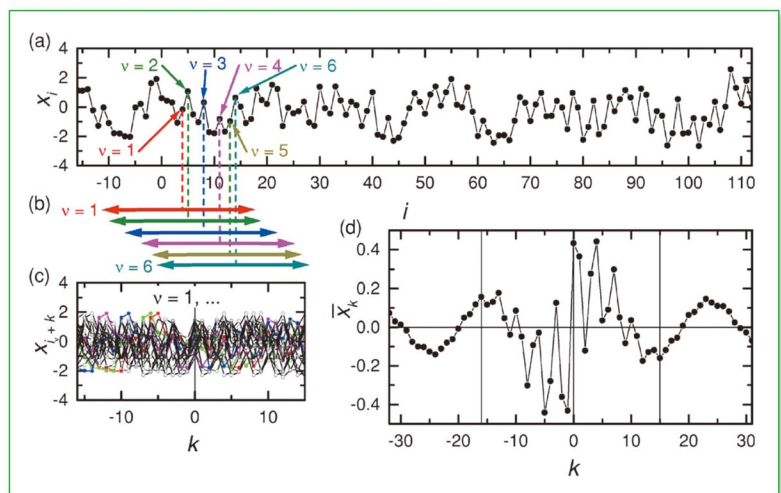 (a)
4
2
0
-2
-4
x_i
ν = 2
ν = 3
ν = 4
ν = 6
ν = 1
ν = 5
-10 0 10 20 30 40 50 60 70 80 90 100 110
i
(b)
ν = 1
ν = 6
(c)
ν = 1, ...
4
2
0
-2
-4
x_{i + k}
-10 0 10
k
(d)
0.4
0.2
0.0
-0.2
-0.4
x̅_k
-30 -20 -10 0 10 20 30
k